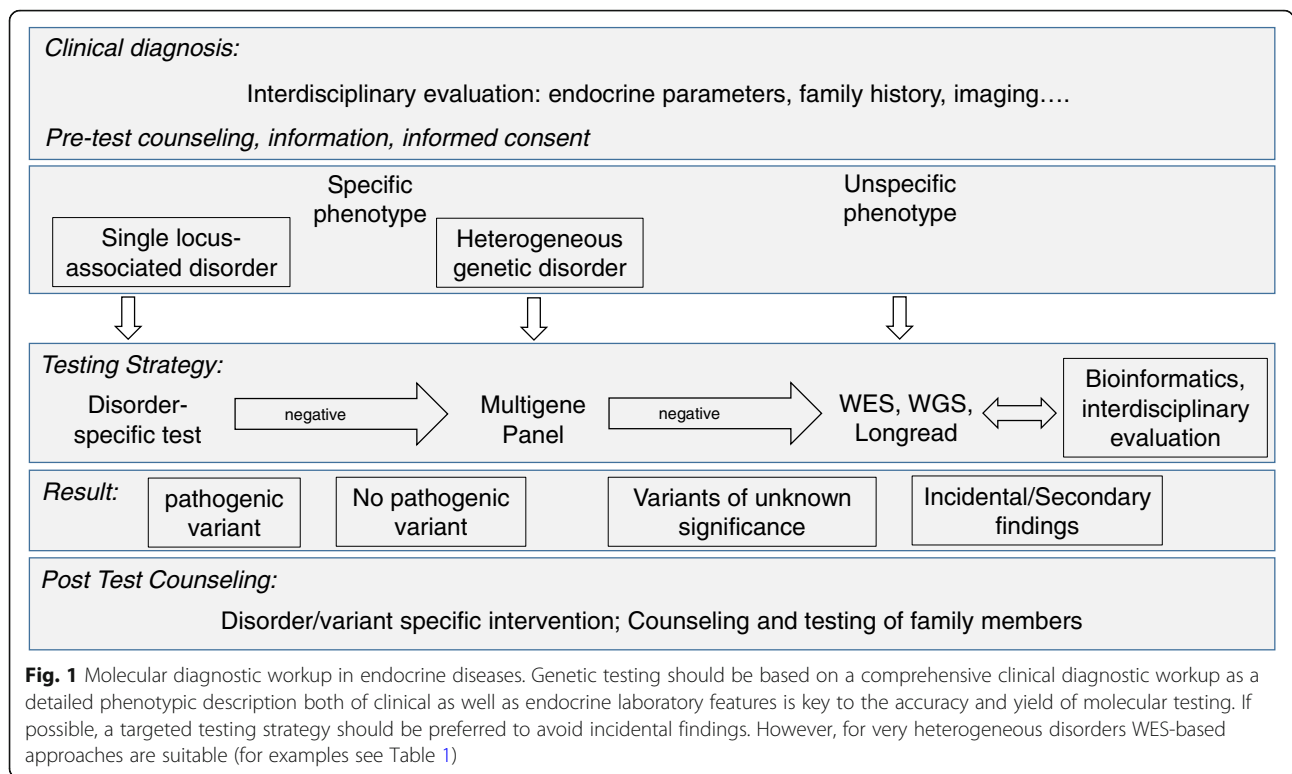 Clinical diagnosis:
Interdisciplinary evaluation: endocrine parameters, family history, imaging....
Pre-test counseling, information, informed consent
Specific
phenotype
Unspecific
phenotype
Single locus-
associated disorder
Heterogeneous
genetic disorder
Testing Strategy:
Disorder-
specific test
negative
Multigene
Panel
negative
WES, WGS,
Longread
Bioinformatics,
interdisciplinary
evaluation
Result:
pathogenic
variant
No pathogenic
variant
Variants of unknown
significance
Incidental/Secondary
findings
Post Test Counseling:
Disorder/variant specific intervention; Counseling and testing of family members
Fig. 1 Molecular diagnostic workup in endocrine diseases. Genetic testing should be based on a comprehensive clinical diagnostic workup as a
detailed phenotypic description both of clinical as well as endocrine laboratory features is key to the accuracy and yield of molecular testing. If
possible, a targeted testing strategy should be preferred to avoid incidental findings. However, for very heterogeneous disorders WES-based
approaches are suitable (for examples see Table 1)